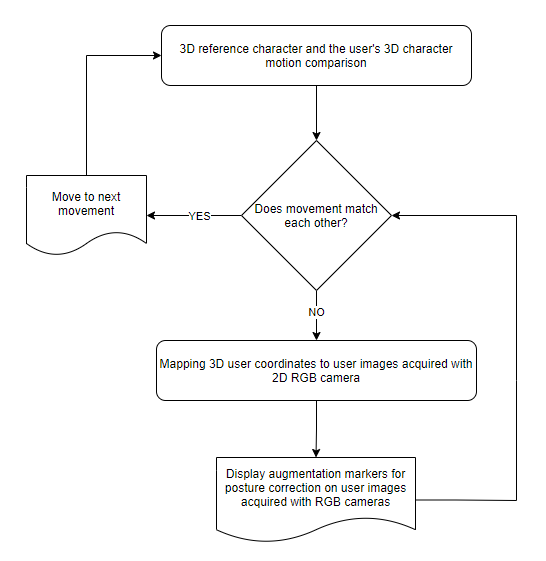 3D reference character and the user's 3D character
motion comparison
Move to next
movement
Does movement match
each other?
YES
NO
Mapping 3D user coordinates to user images acquired with
2D RGB camera
Display augmentation markers for
posture correction on user images
acquired with RGB cameras